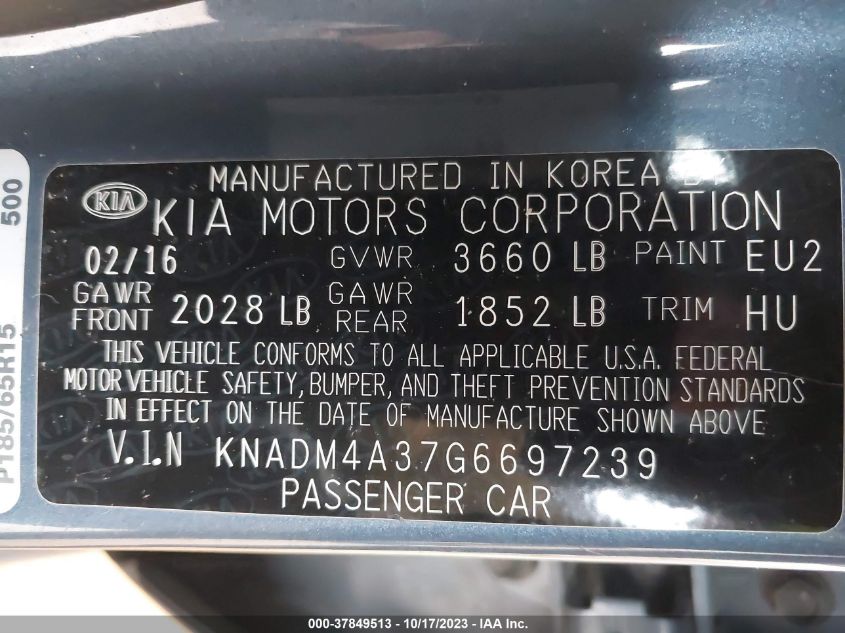 MANUFACTURED IN KOREA
KIA KIA MOTORS CORPORATION
02/16 GVWR 3660 LB PAINT EU2
GAWR FRONT 2028 LB GAWR REAR 1852 LB TRIM HU
THIS VEHICLE CONFORMS TO ALL APPLICABLE U.S.A. FEDERAL
MOTOR VEHICLE SAFETY, BUMPER, AND THEFT PREVENTION STANDARDS
IN EFFECT ON THE DATE OF MANUFACTURE SHOWN ABOVE
V.I.N KNADM4A37G6697239
PASSENGER CAR
P185/65R15 500
000-37849513 - 10/17/2023 - © IAA Inc.